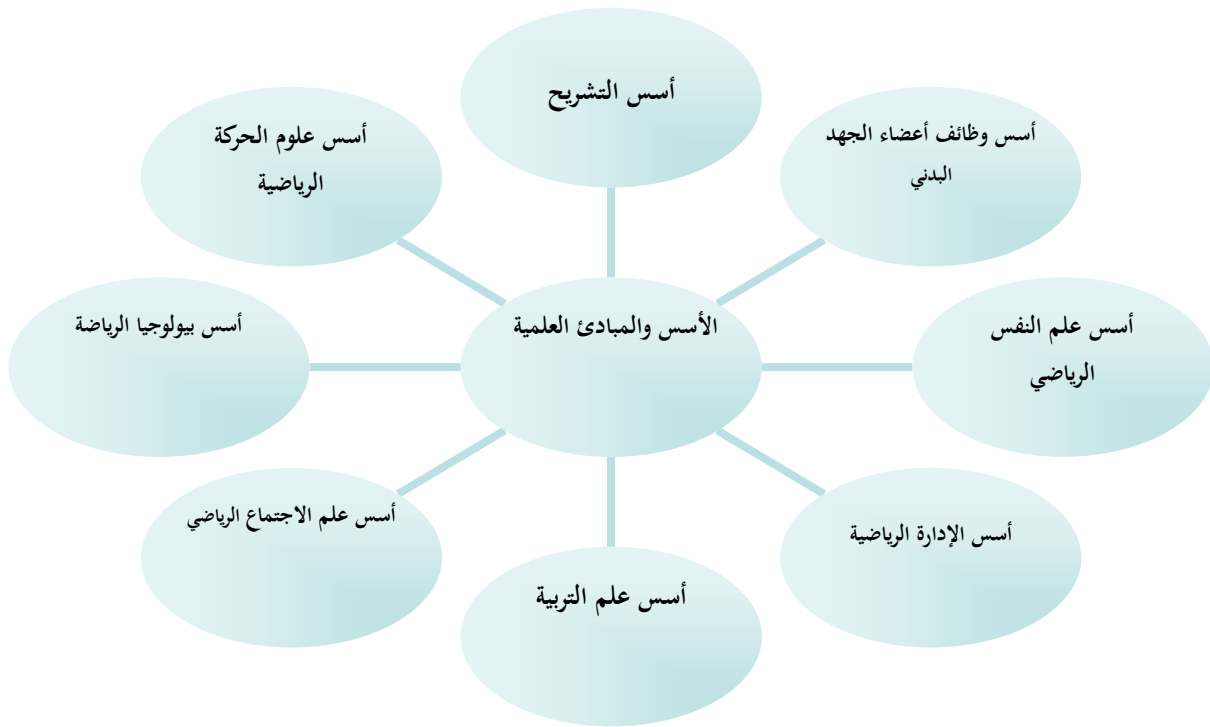 أسس التشريح
أسس وظائف أعضاء الجهد
البدني
أسس علوم الحركة
الرياضية
أسس علم النفس
الرياضي
الأسس والمبادئ العلمية
أسس بيولوجيا الرياضة
أسس الإدارة الرياضية
أسس علم الاجتماع الرياضي
أسس علم التربية